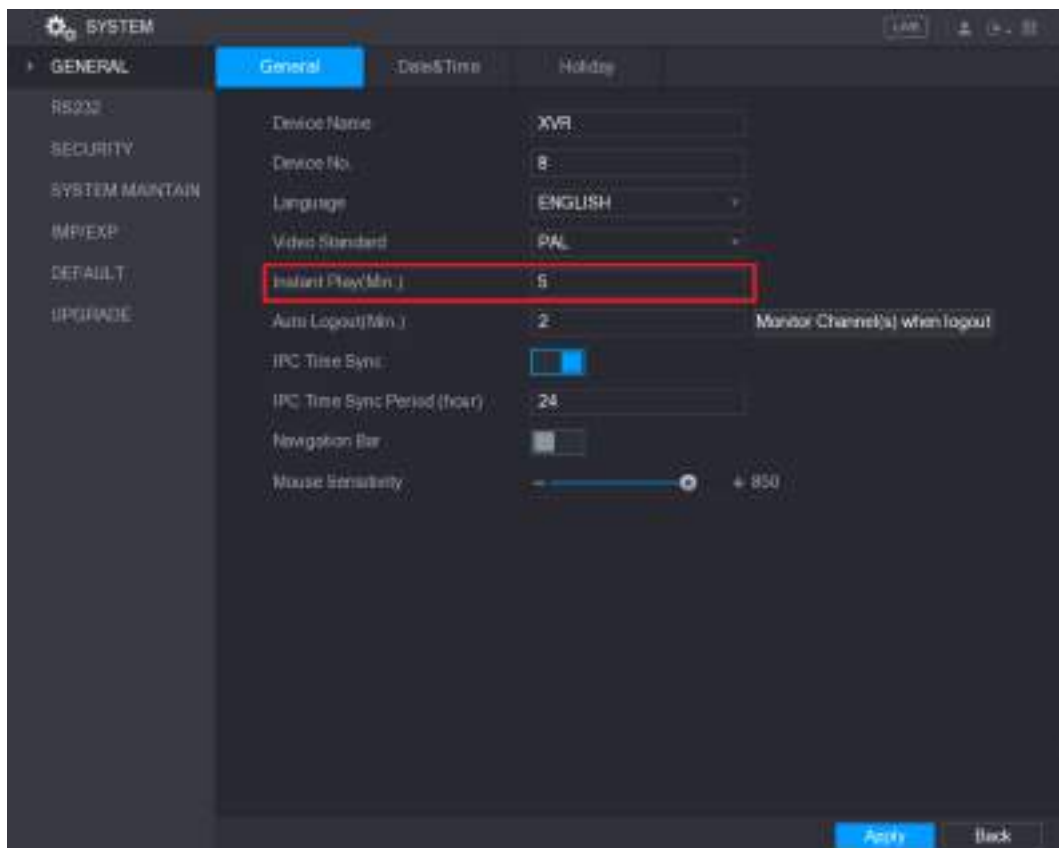 SYSTEM LIVE
GENERAL General Date&Time Holiday
RS232
SECURITY
SYSTEM MAINTAIN
IMP/EXP
DEFAULT
UPGRADE
Device Name XVR
Device No. 8
Language ENGLISH
Video Standard PAL
Instant Play(Min.) 5
Auto Logout(Min.) 2 Monitor Channel(s) when logout
IPC Time Sync
IPC Time Sync Period (hour) 24
Navigation Bar
Mouse Sensitivity - + 850
Apply Back